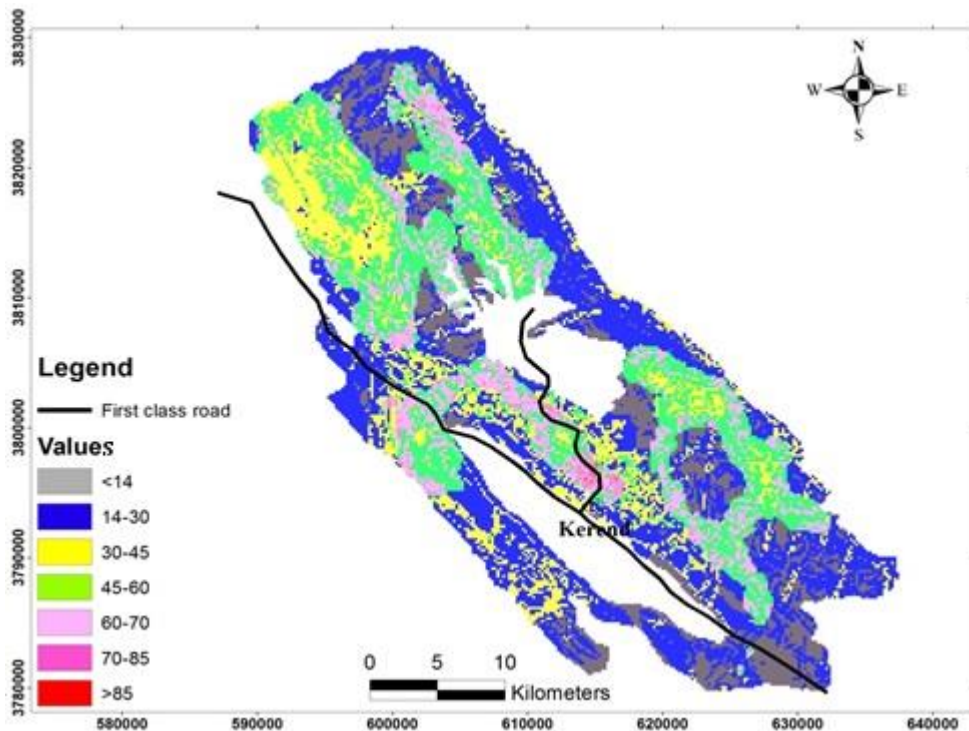 3830000
3820000
3810000
3800000
3790000
3780000
N
W E
S
Legend
First class road
Values
<14
14-30
30-45
45-60
60-70
70-85
>85
Kerend
0 5 10
Kilometers
580000 590000 600000 610000 620000 630000 640000